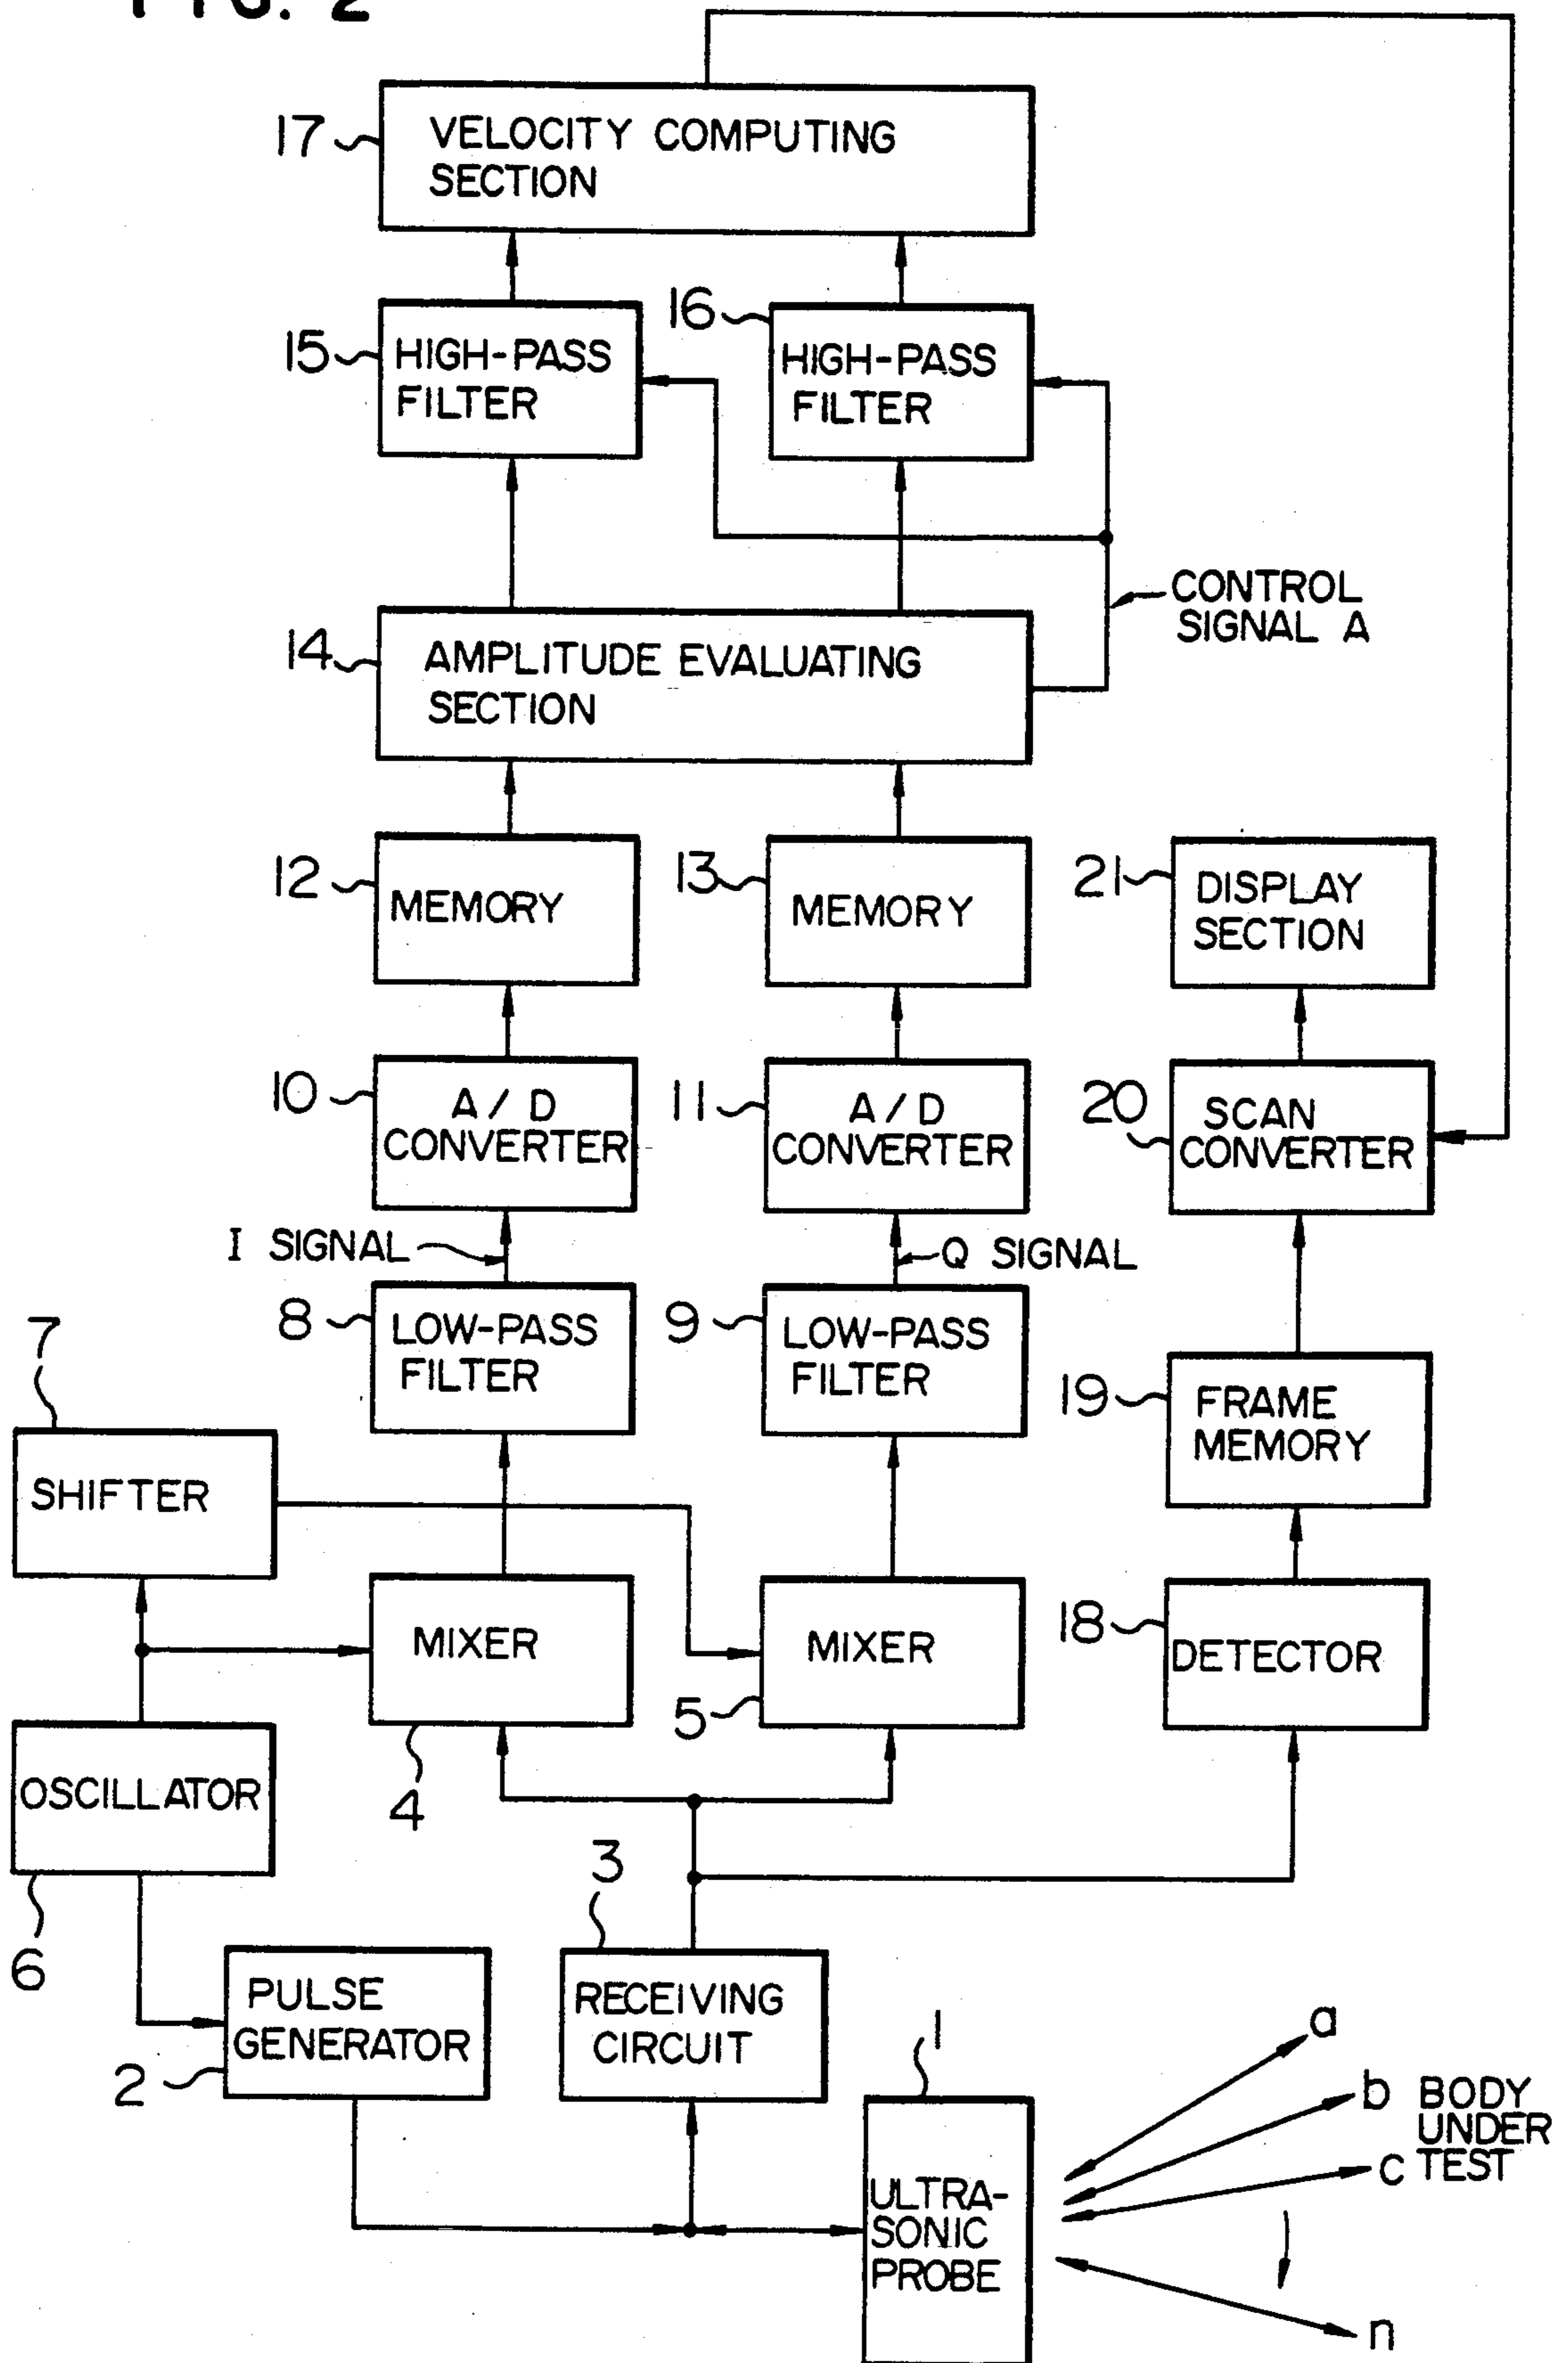 FIG. 2
17
VELOCITY COMPUTING
SECTION
15
HIGH-PASS
FILTER
16
HIGH-PASS
FILTER
CONTROL
SIGNAL A
14
AMPLITUDE EVALUATING
SECTION
12
MEMORY
13
MEMORY
21
DISPLAY
SECTION
10
A/D
CONVERTER
11
A/D
CONVERTER
20
SCAN
CONVERTER
I SIGNAL
Q SIGNAL
8
LOW-PASS
FILTER
9
LOW-PASS
FILTER
19
FRAME
MEMORY
7
SHIFTER
MIXER
4
MIXER
5
18
DETECTOR
OSCILLATOR
6
PULSE
GENERATOR
2
3
RECEIVING
CIRCUIT
1
ULTRA-
SONIC
PROBE
a
b
c
n
BODY
UNDER
TEST